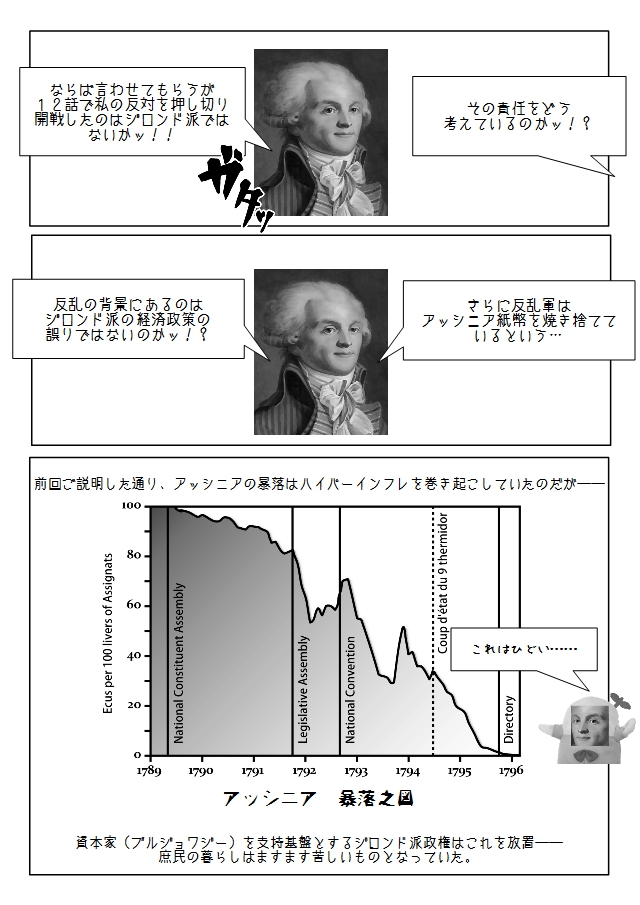 その責任をどう
考えているのかッ！？
ならば言わせてもらうが
１２話で私の反対を押し切り
開戦したのはジロンド派では
ないかッ！！
ガタッ
さらに反乱軍は
アッシニア紙幣を焼き捨てて
いるという…
反乱の背景にあるのは
ジロンド派の経済政策の
誤りではないのかッ！？
前回ご説明した通り、アッシニアの暴落はハイパーインフレを巻き起こしていたのだが――
Ecus per 100 livers of Assignats
100
80
60
40
20
0
National Constituent Assembly
Legislative Assembly
National Convention
Coup d'état du 9 thermidor
Directory
1789 1790 1791 1792 1793 1794 1795 1796
これはひどい……
アッシニア　暴落之図
資本家（ブルジョワジー）を支持基盤とするジロンド派政権はこれを放置――
庶民の暮らしはますます苦しいものとなっていた。